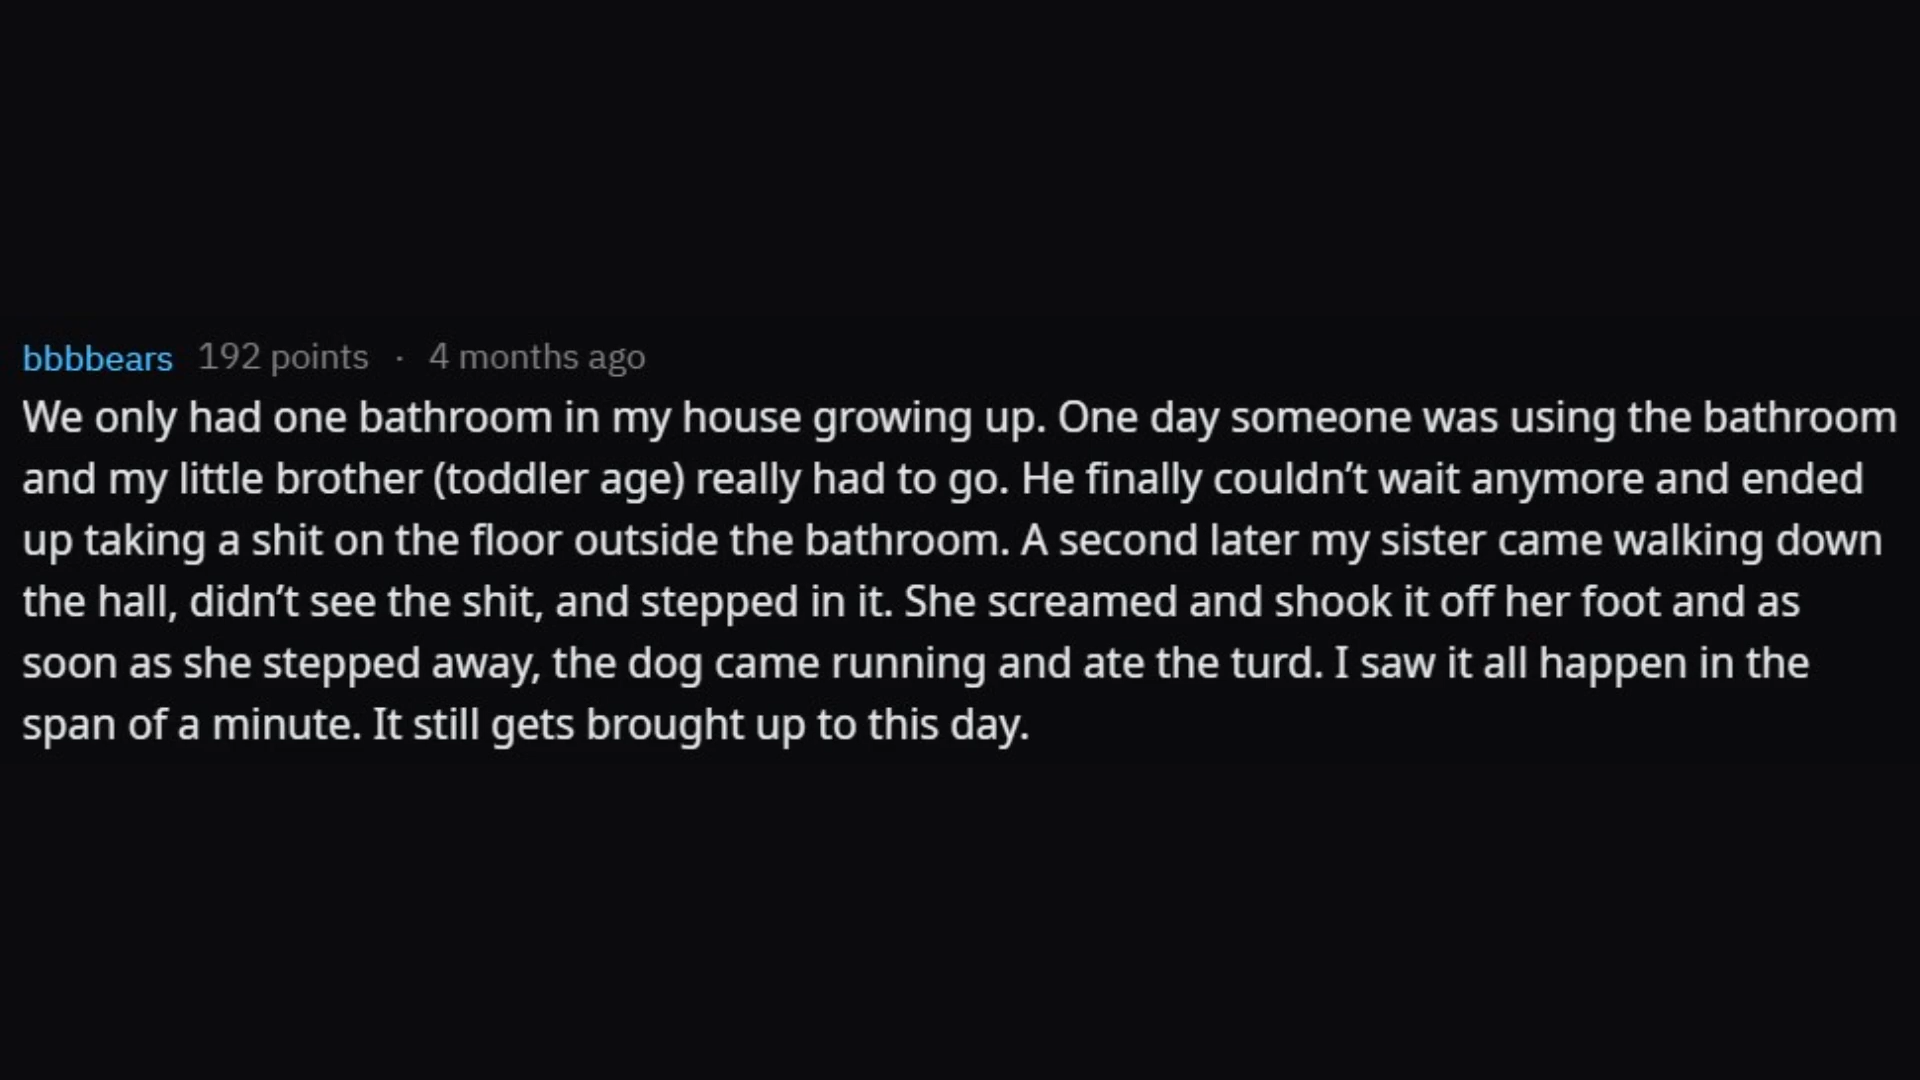 bbbbears 192 points · 4 months ago
We only had one bathroom in my house growing up. One day someone was using the bathroom
and my little brother (toddler age) really had to go. He finally couldn’t wait anymore and ended
up taking a shit on the floor outside the bathroom. A second later my sister came walking down
the hall, didn’t see the shit, and stepped in it. She screamed and shook it off her foot and as
soon as she stepped away, the dog came running and ate the turd. I saw it all happen in the
span of a minute. It still gets brought up to this day.